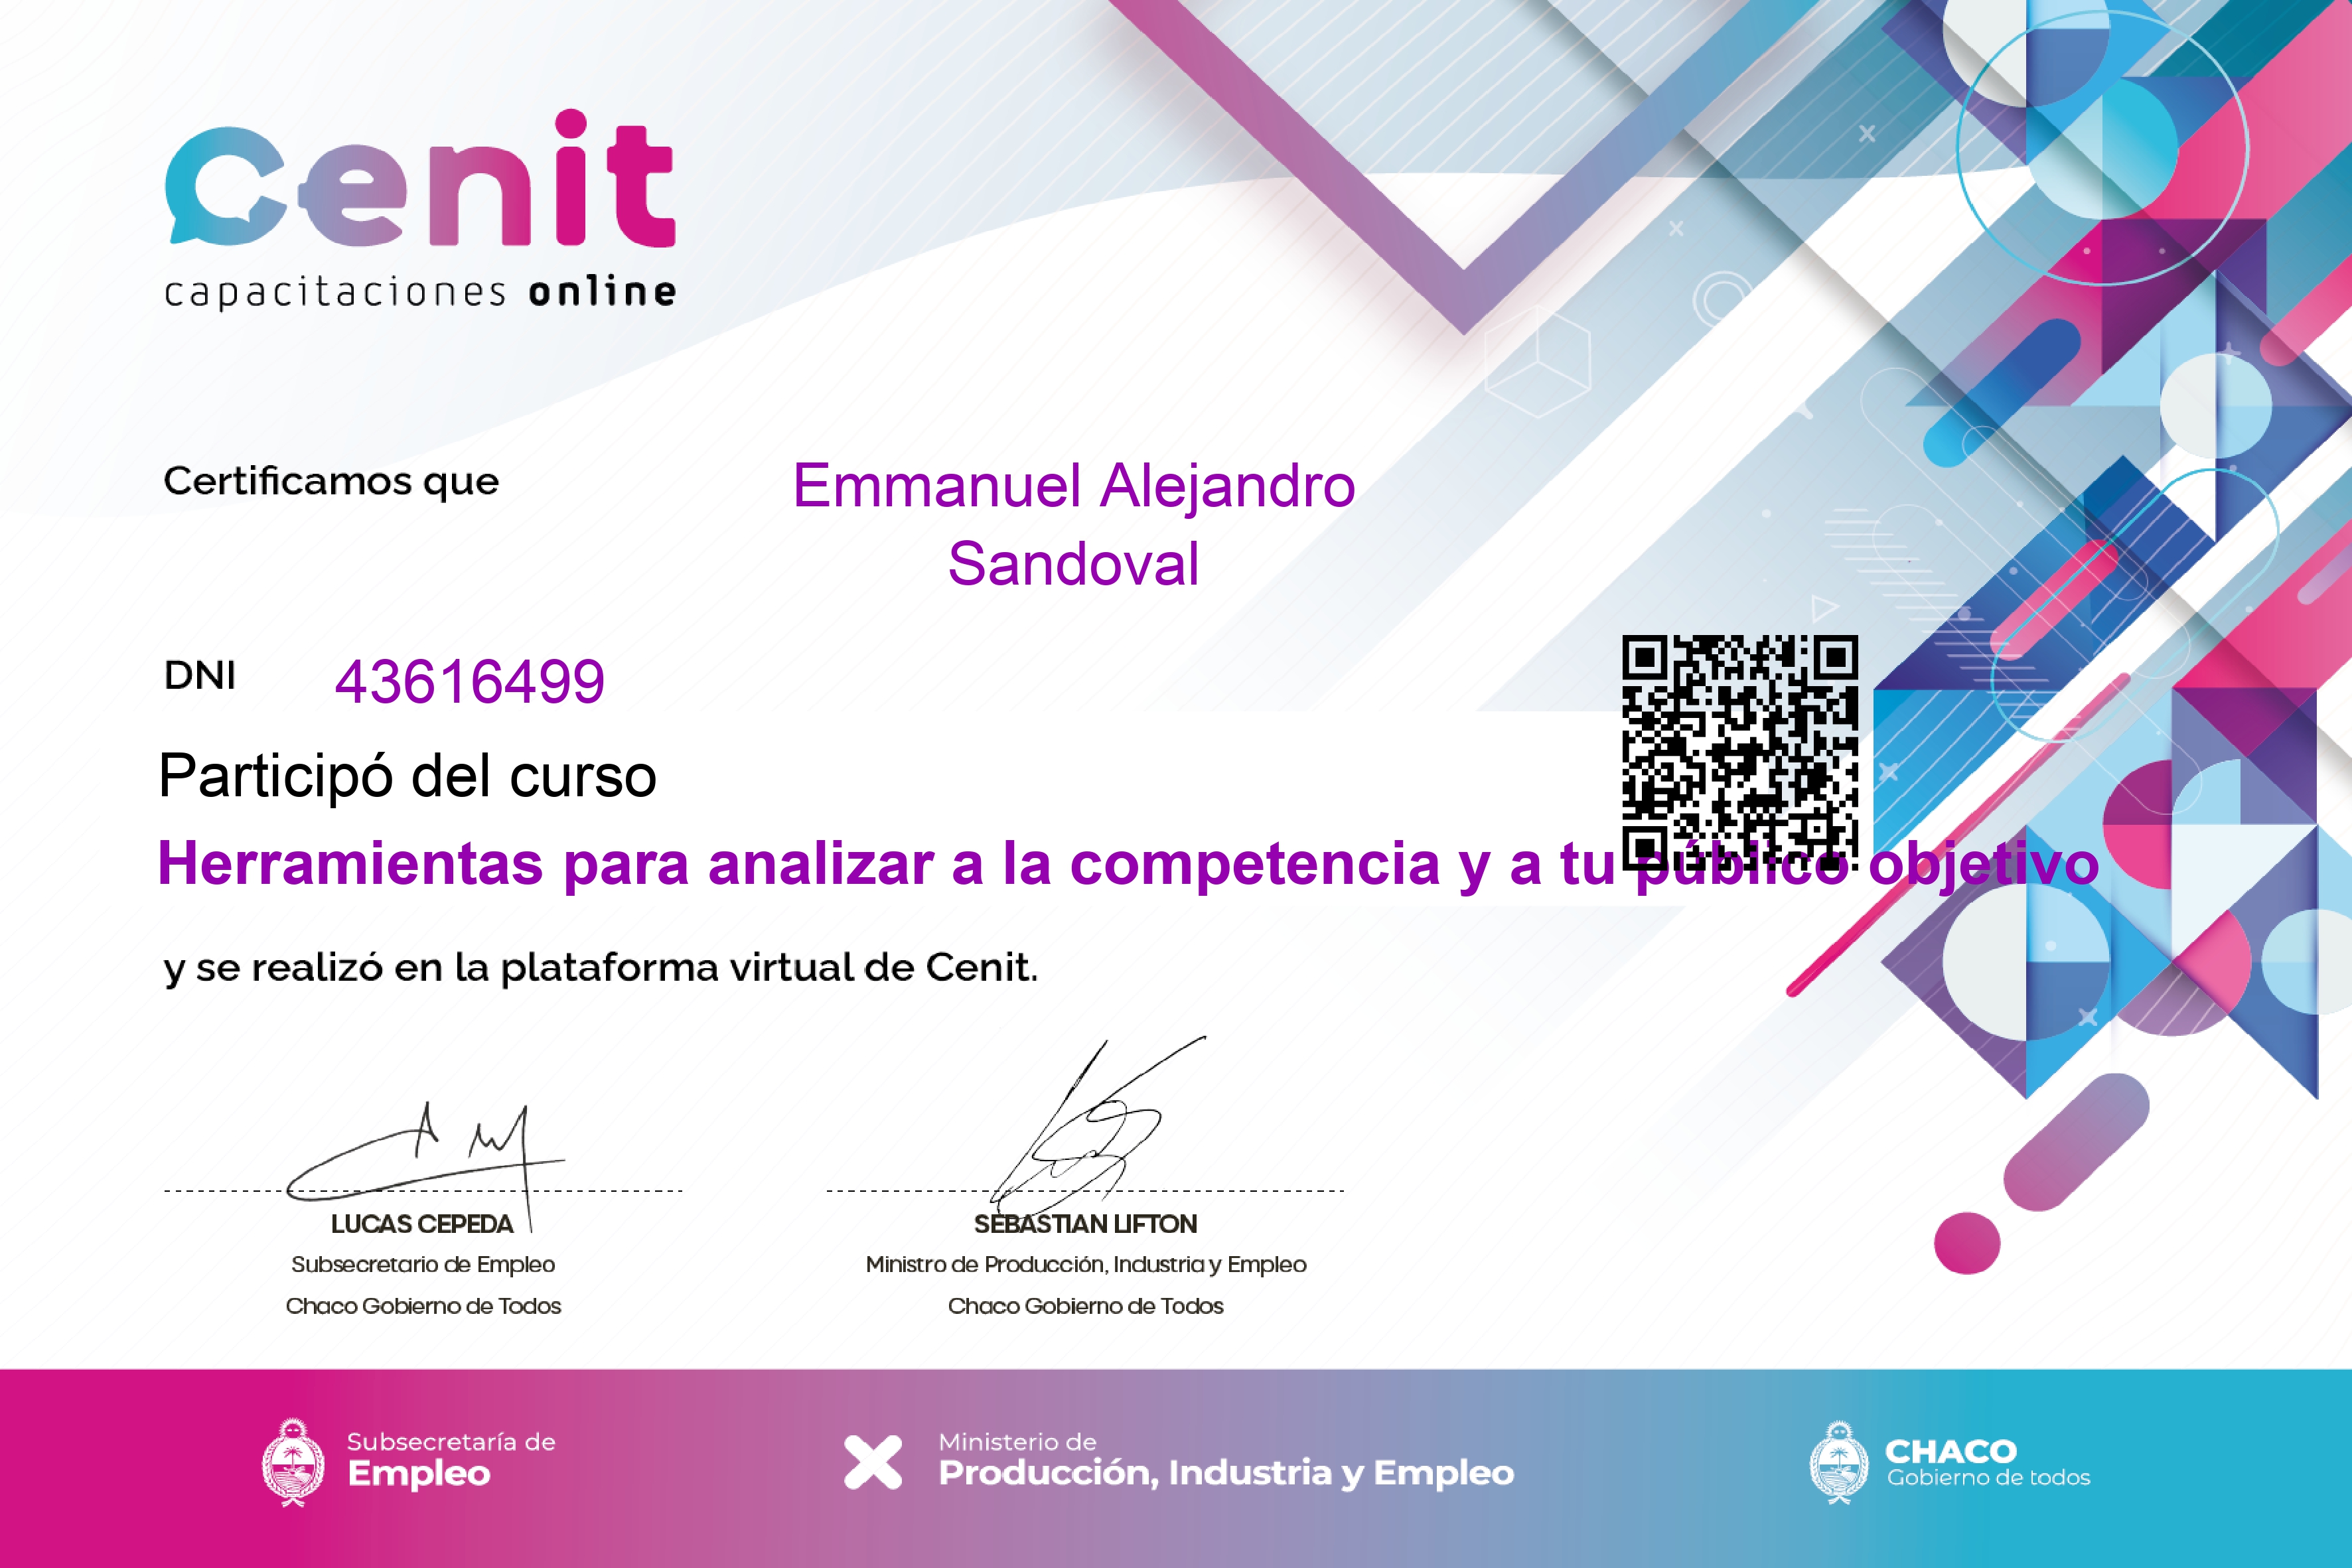 cenit
capacitaciones online
Certificamos que
Emmanuel Alejandro
Sandoval
DNI 43616499
Participó del curso
Herramientas para analizar a la competencia y a tu público objetivo
y se realizó en la plataforma virtual de Cenit.
LUCAS CEPEDA
Subsecretario de Empleo
Chaco Gobierno de Todos
SEBASTIAN LIFTON
Ministro de Producción, Industria y Empleo
Chaco Gobierno de Todos
Subsecretaría de
Empleo
Ministerio de
Producción, Industria y Empleo
CHACO
Gobierno de todos